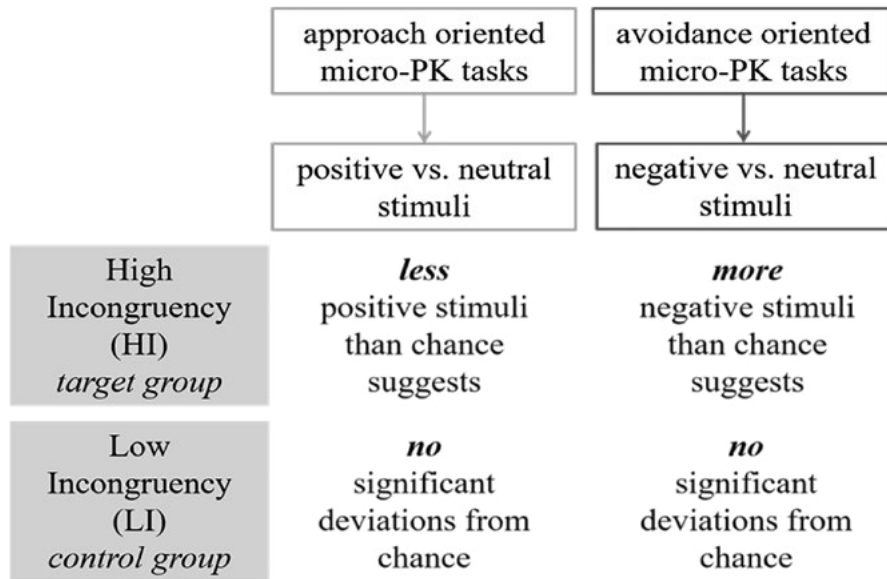 approach oriented
micro-PK tasks
avoidance oriented
micro-PK tasks
positive vs. neutral
stimuli
negative vs. neutral
stimuli
High
Incongruency
(HI)
target group
less
positive stimuli
than chance
suggests
more
negative stimuli
than chance
suggests
Low
Incongruency
(LI)
control group
no
significant
deviations from
chance
no
significant
deviations from
chance